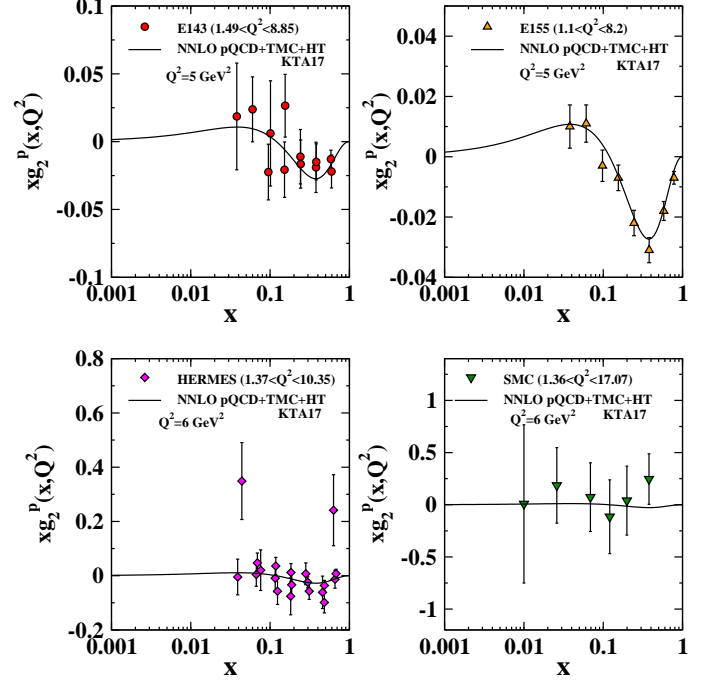 E143 (1.49<Q²<8.85)
NNLO pQCD+TMC+HT
KTA17
Q²=5 GeV²
0.1
0.05
0
-0.05
-0.1
xg₂ᵖ(x,Q²)
0.001
0.01
0.1
1
x
E155 (1.1<Q²<8.2)
NNLO pQCD+TMC+HT
KTA17
Q²=5 GeV²
0.04
0.02
0
-0.02
-0.04
xg₂ᵖ(x,Q²)
0.001
0.01
0.1
1
x
HERMES (1.37<Q²<10.35)
NNLO pQCD+TMC+HT
KTA17
Q²=6 GeV²
0.8
0.6
0.4
0.2
0
-0.2
xg₂ᵖ(x,Q²)
0.001
0.01
0.1
1
x
SMC (1.36<Q²<17.07)
NNLO pQCD+TMC+HT
KTA17
Q²=6 GeV²
1
0.5
0
-0.5
-1
xg₂ᵖ(x,Q²)
0.001
0.01
0.1
1
x